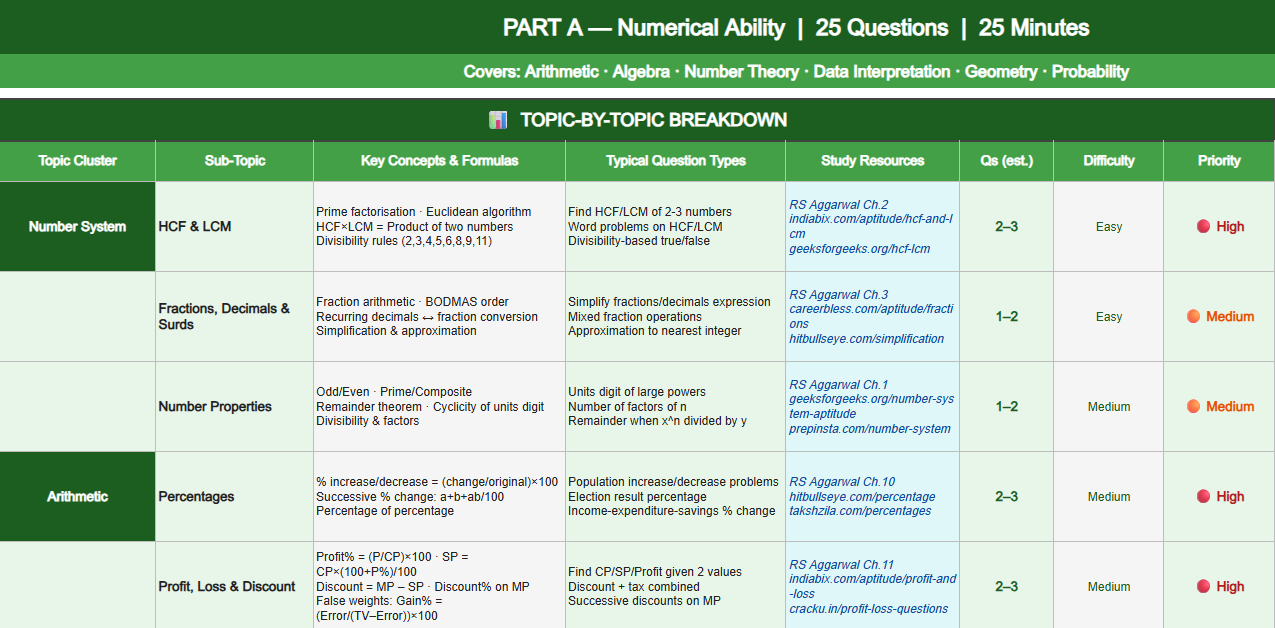 PART A — Numerical Ability | 25 Questions | 25 Minutes
Covers: Arithmetic · Algebra · Number Theory · Data Interpretation · Geometry · Probability
TOPIC-BY-TOPIC BREAKDOWN
Topic Cluster
Sub-Topic
Key Concepts & Formulas
Typical Question Types
Study Resources
Qs (est.)
Difficulty
Priority
Number System
HCF & LCM
Prime factorisation · Euclidean algorithm
HCF×LCM = Product of two numbers
Divisibility rules (2,3,4,5,6,8,9,11)
Find HCF/LCM of 2-3 numbers
Word problems on HCF/LCM
Divisibility-based true/false
RS Aggarwal Ch.2
indiabix.com/aptitude/hcf-and-l
cm
geeksforgeeks.org/hcf-lcm
2–3
Easy
High
Fractions, Decimals &
Surds
Fraction arithmetic · BODMAS order
Recurring decimals ↔ fraction conversion
Simplification & approximation
Simplify fractions/decimals expression
Mixed fraction operations
Approximation to nearest integer
RS Aggarwal Ch.3
careerbless.com/aptitude/fracti
ons
hitbullseye.com/simplification
1–2
Easy
Medium
Number Properties
Odd/Even · Prime/Composite
Remainder theorem · Cyclicity of units digit
Divisibility & factors
Units digit of large powers
Number of factors of n
Remainder when x^n divided by y
RS Aggarwal Ch.1
geeksforgeeks.org/number-sys
tem-aptitude
prepinsta.com/number-system
1–2
Medium
Medium
Arithmetic
Percentages
% increase/decrease = (change/original)×100
Successive % change: a+b+ab/100
Percentage of percentage
Population increase/decrease problems
Election result percentage
Income-expenditure-savings % change
RS Aggarwal Ch.10
hitbullseye.com/percentage
takshzila.com/percentages
2–3
Medium
High
Profit, Loss & Discount
Profit% = (P/CP)×100 · SP =
CP×(100+P%)/100
Discount = MP – SP · Discount% on MP
False weights: Gain% =
(Error/(TV–Error))×100
Find CP/SP/Profit given 2 values
Discount + tax combined
Successive discounts on MP
RS Aggarwal Ch.11
indiabix.com/aptitude/profit-and
-loss
cracku.in/profit-loss-questions
2–3
Medium
High